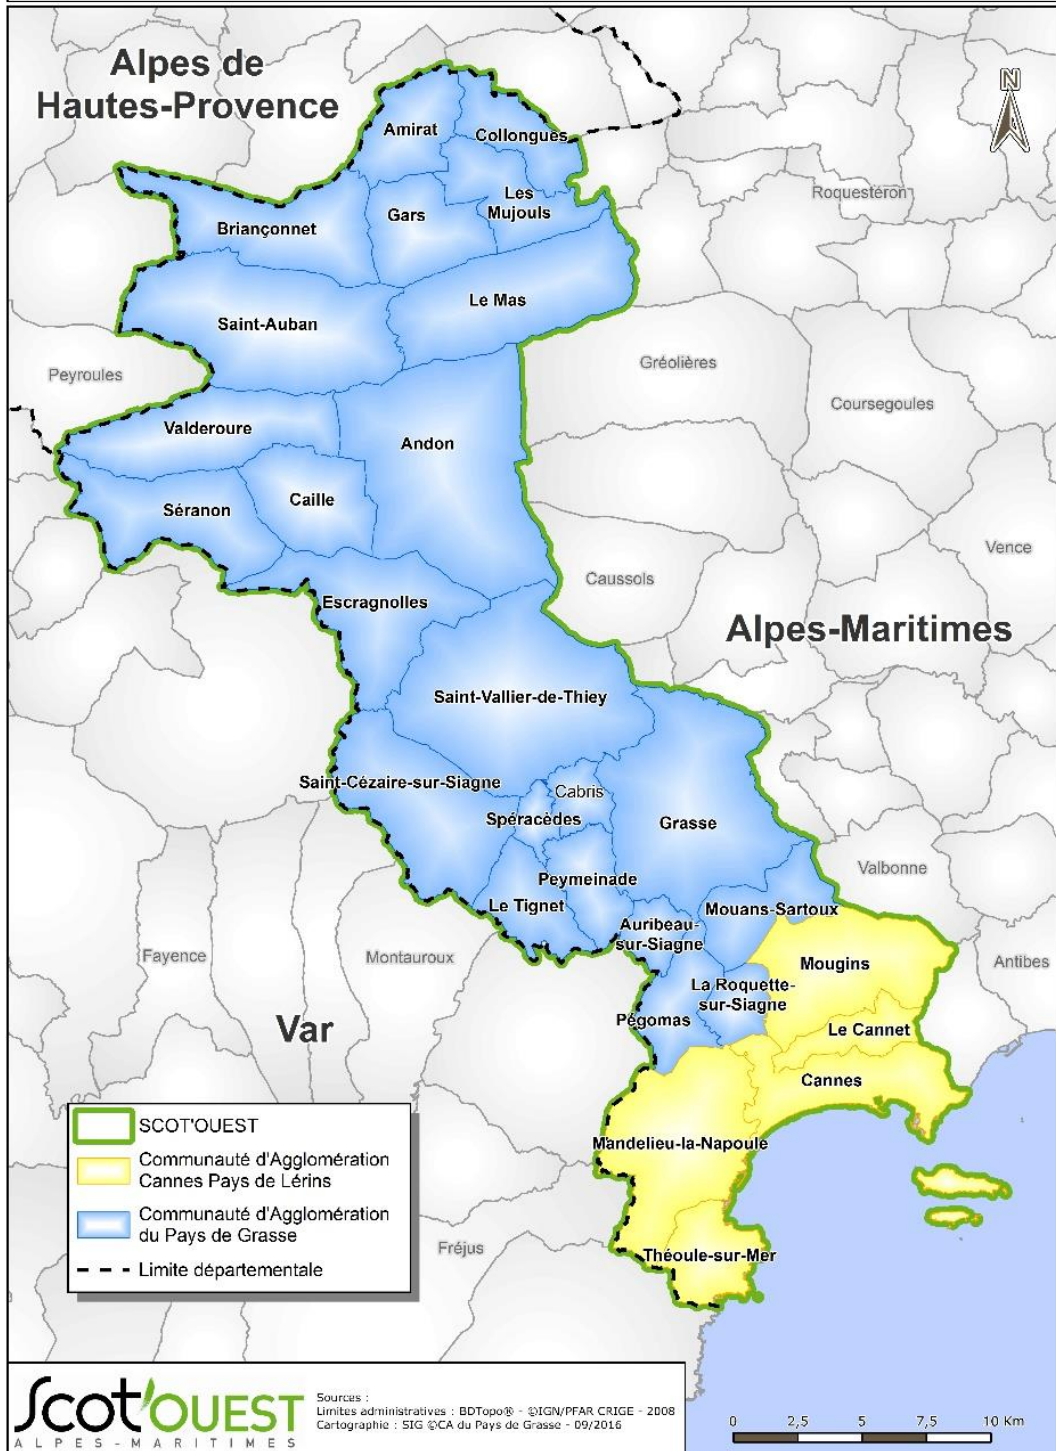 Alpes de
Hautes-Provence
N
Amirat
Collongues
Roquestéron
Les
Mujouls
Gars
Briançonnet
Le Mas
Saint-Auban
Gréolières
Peyroules
Coursegoules
Valderoure
Andon
Caille
Séranon
Vence
Caussols
Escragnolles
Alpes-Maritimes
Saint-Vallier-de-Thiey
Saint-Cézaire-sur-Siagne
Cabris
Spéracèdes
Grasse
Valbonne
Peymeinade
Le Tignet
Mouans-Sartoux
Auribeau-
sur-Siagne
Fayence
Montauroux
Mougins
Antibes
La Roquette-
sur-Siagne
Pégomas
Var
Le Cannet
Cannes
Mandelieu-la-Napoule
Fréjus
Théoule-sur-Mer
SCOT'OUEST
Communauté d'Agglomération
Cannes Pays de Lérins
Communauté d'Agglomération
du Pays de Grasse
Limite départementale
Scot'OUEST
ALPES-MARITIMES
Sources :
Limites administratives : BDTopo® - ©IGN/PFAR CRIGE - 2008
Cartographie : SIG ©CA du Pays de Grasse - 09/2016
0 2,5 5 7,5 10 Km